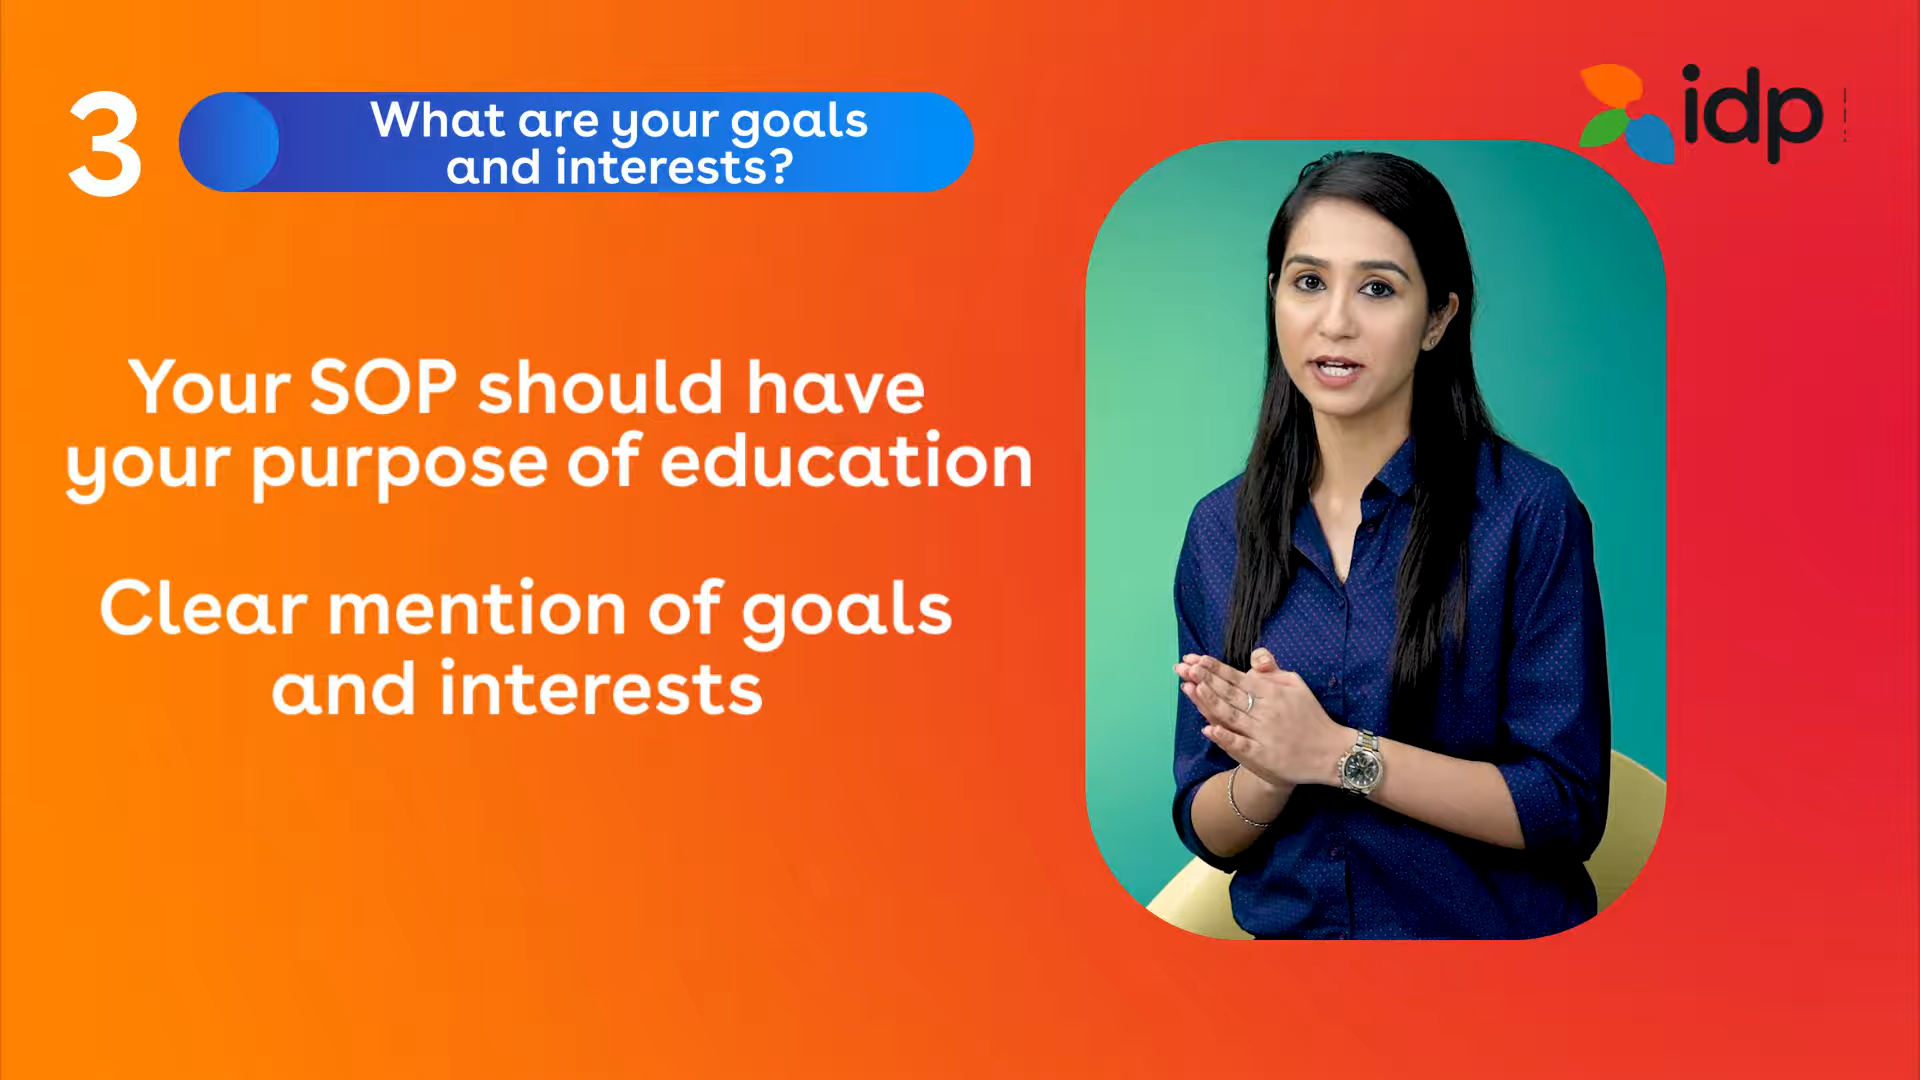 3
What are your goals
and interests?
idp
Your SOP should have
your purpose of education
Clear mention of goals
and interests